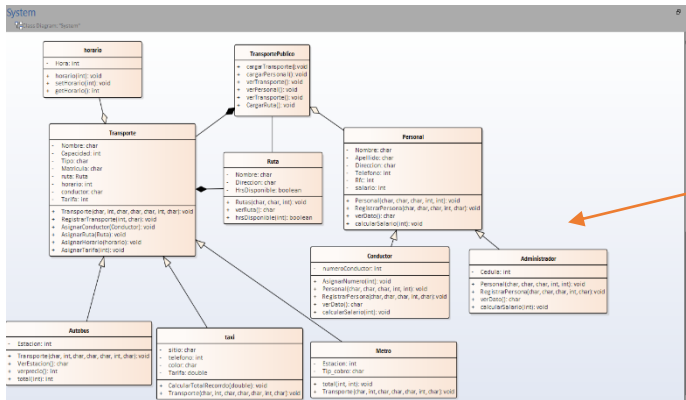 System
Class Diagram: "System"
horario
- Hora: int
+ horario(int): void
+ setHorario(int): void
+ getHorario(): int
TransportePublico
+ cargarTransporte(): void
+ cargarPersonal(): void
+ verTransporte(): void
+ verPersonal(): void
+ verTransporte(): void
+ CargarRuta(): void
Transporte
- Nombre: char
- Capacidad: int
- Tipo: char
- Matricula: char
- ruta: Ruta
- horario: int
- conductor: char
- Tarifa: int
+ Transporte(char, int, char, char, char, int, char): void
+ RegistrarTransporte(int, char): void
+ AsignarConductor(Conductor): void
+ AsignarRuta(Ruta): void
+ AsignarHorario(horario): void
+ AsignarTarifa(int): void
Ruta
- Nombre: char
- Direccion: char
- HrsDisponible: boolean
+ Rutas(char, char, int): void
+ verRuta(): char
+ hrsDisponible(int): boolean
Personal
- Nombre: char
- Apellido: char
- Direccion: char
- Telefono: int
- Rfc: int
- salario: int
+ Personal(char, char, char, int, int): void
+ RegistraPersona(char, char, char, int, char): void
+ verDato(): char
+ calcularSalario(int): void
Conductor
- numeroConductor: int
+ AsignarNumero(int): void
+ Personal(char, char, char, int, int): void
+ RegistraPersona(char, char, char, int, char): void
+ verDato(): char
+ calcularSalario(int): void
Administrador
- Cedula: int
+ Personal(char, char, char, int, int): void
+ RegistraPersona(char, char, char, int, char): void
+ verDato(): char
+ calcularSalario(int): void
Autobus
- Estacion: int
+ Transporte(char, int, char, char, char, int, char): void
+ VerEstacion(): char
+ verprecio(): int
+ total(int): int
taxi
- sitio: char
- telefono: int
- color: char
- Tarifa: double
+ CalcularTotalRecorrido(double): void
+ Transporte(char, int, char, char, char, int, char): void
Metro
- Estacion: int
- Tip_cobro: char
+ total(int, int): void
+ Transporte(char, int, char, char, char, int, char): void